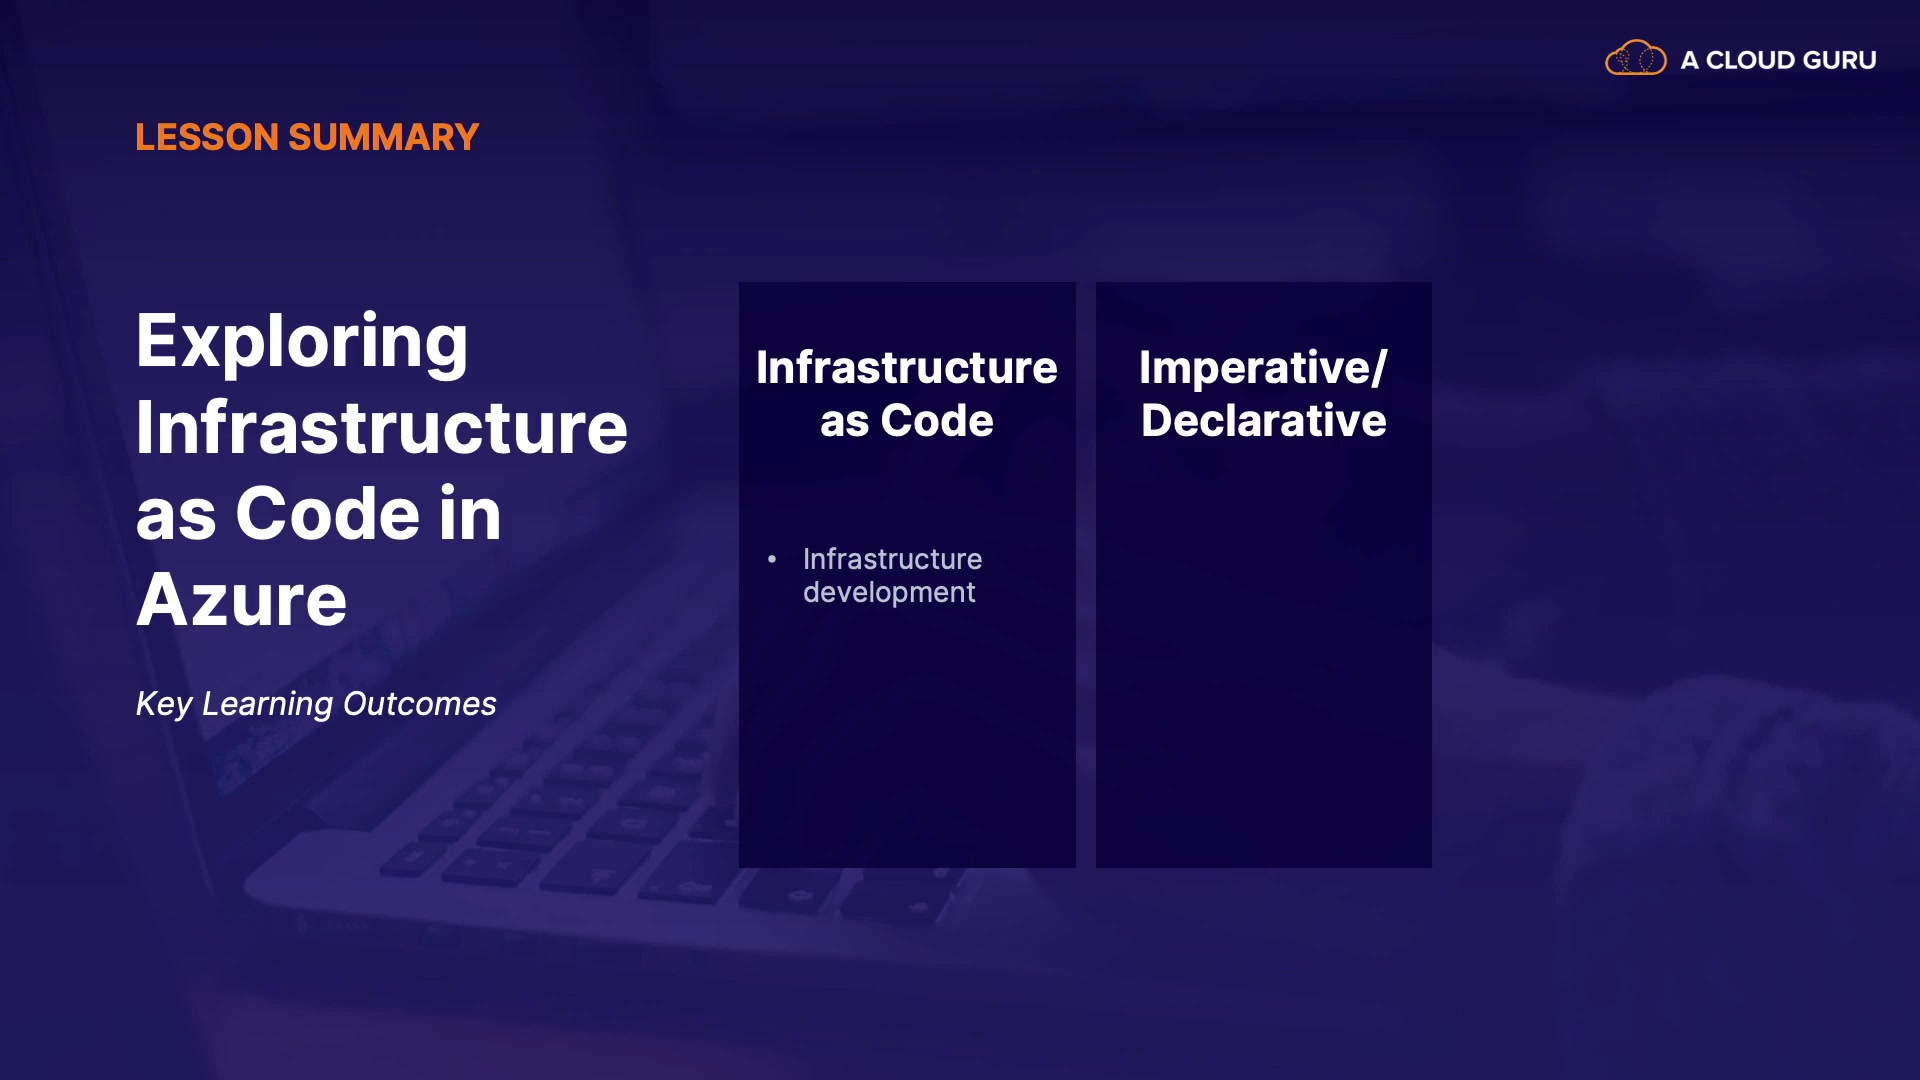 A CLOUD GURU
LESSON SUMMARY
Exploring
Infrastructure
as Code in
Azure
Key Learning Outcomes
Infrastructure
as Code
• Infrastructure
development
Imperative/
Declarative